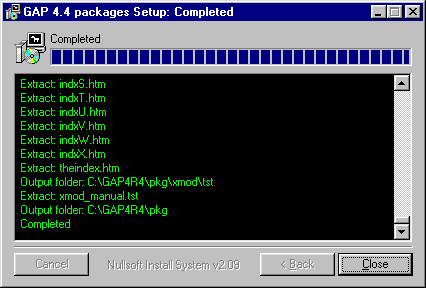 GAP 4.4 packages Setup: Completed
Completed
Extract: indxS.htm
Extract: indxT.htm
Extract: indxU.htm
Extract: indxV.htm
Extract: indxW.htm
Extract: indxX.htm
Extract: theindex.htm
Output folder: C:\GAP4R4\pkg\xmod\tst
Extract: xmod_manual.tst
Output folder: C:\GAP4R4\pkg
Completed
Cancel
Nullsoft Install System v2.09
< Back
Close